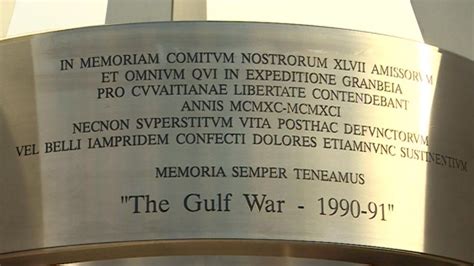 IN MEMORIAM COMITVM NOSTRORVM XLVII AMISSORVM
ET OMNIVM QVI IN EXPEDITIONE GRANBEIA
PRO CVVAITIANAE LIBERTATE CONTENDEBANT
ANNIS MCMXC-MCMXCI
NECNON SVPERSTITVM VITA POSTHAC DEFVNCTORVM
VEL BELLI IAMPRIDEM CONFECTI DOLORES ETIAMNVNC SVSTINENTIVM
MEMORIA SEMPER TENEAMUS
"The Gulf War - 1990-91"